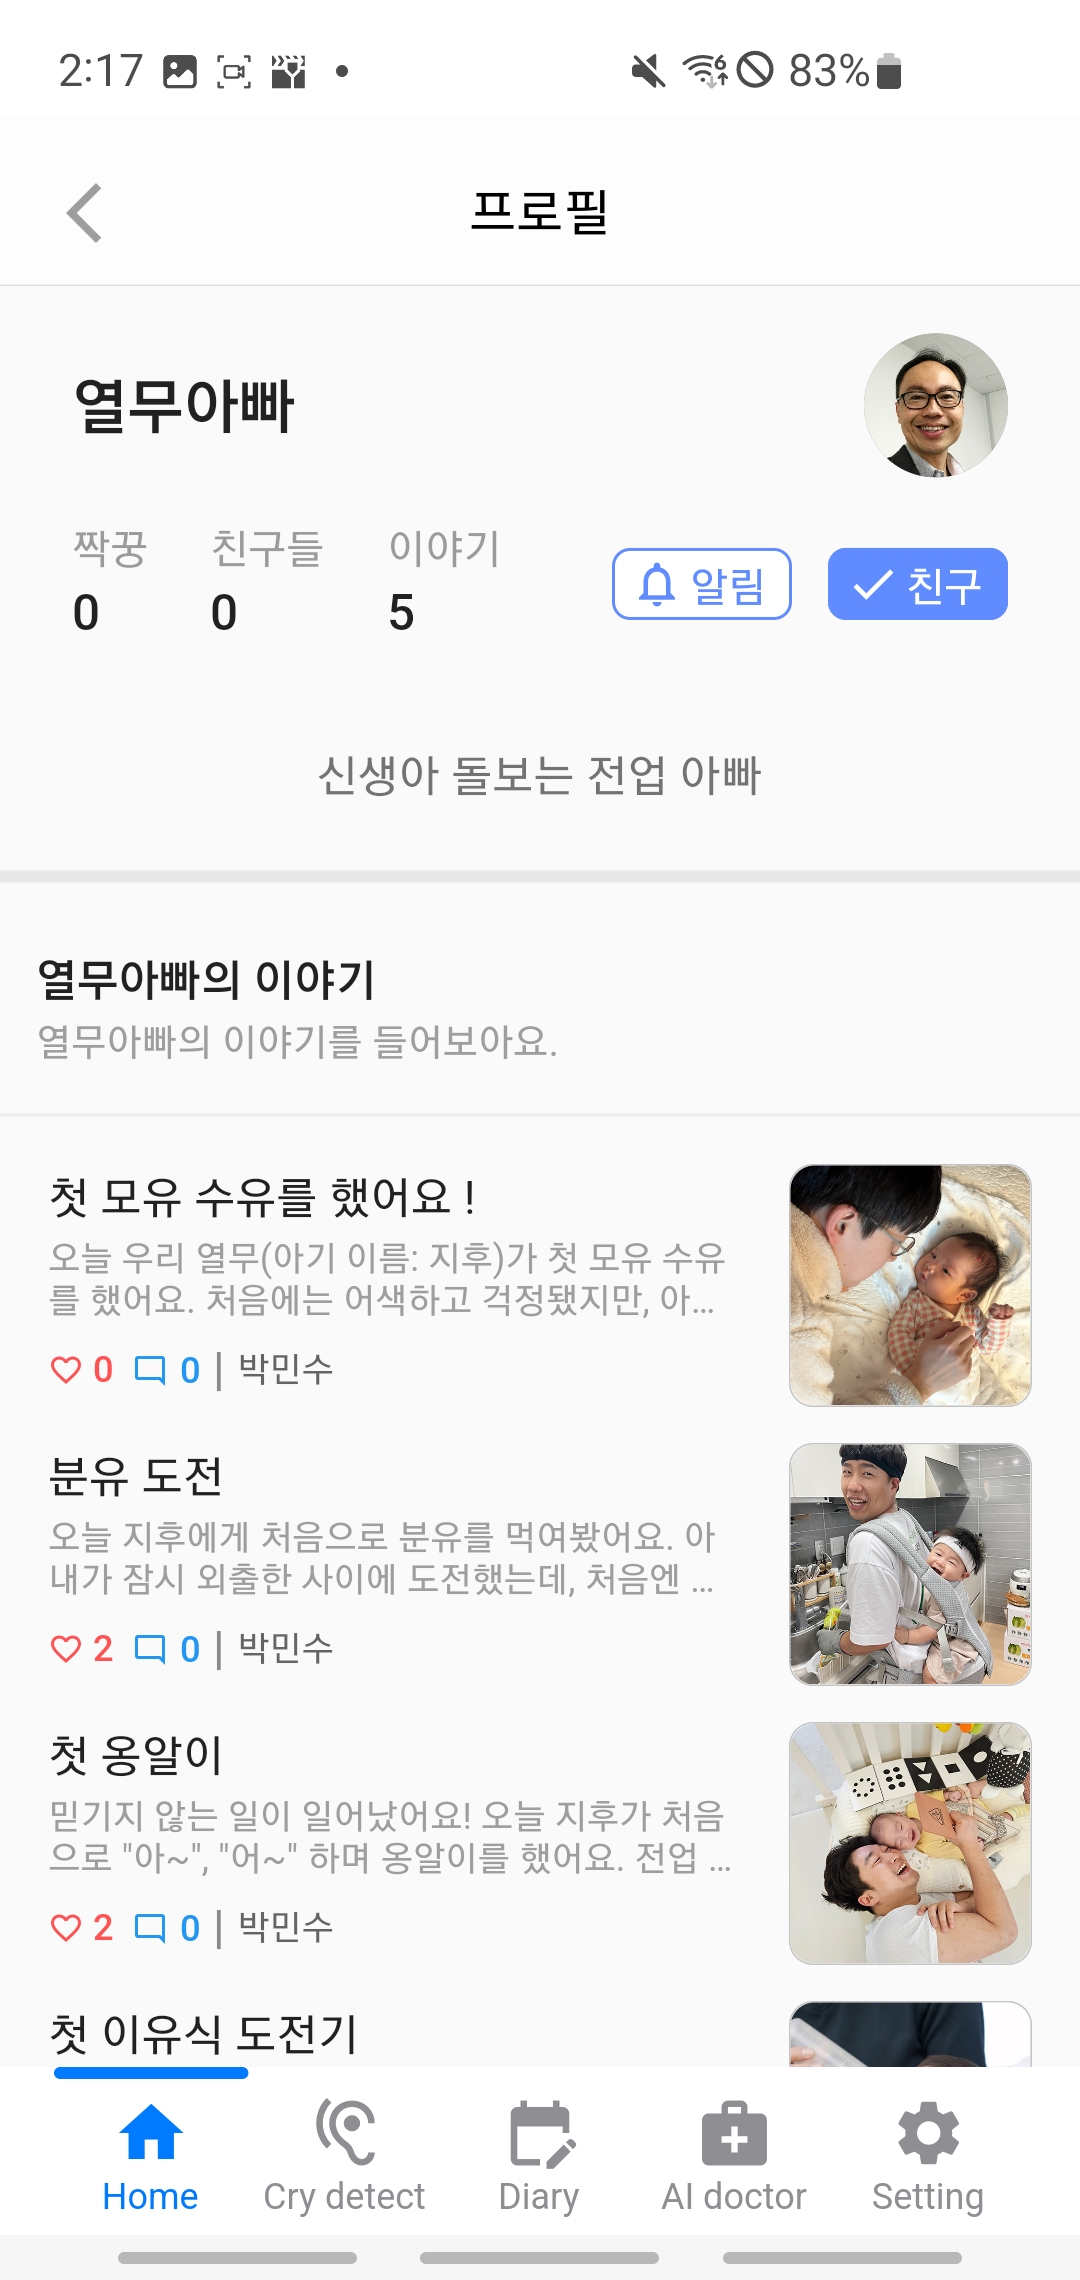 2:17
83%
프로필
열무아빠
짝꿍 친구들 이야기
0 0 5
알림 친구
신생아 돌보는 전업 아빠
열무아빠의 이야기
열무아빠의 이야기를 들어보아요.
첫 모유 수유를 했어요 !
오늘 우리 열무(아기 이름: 지후)가 첫 모유 수유
를 했어요. 처음에는 어색하고 걱정됐지만, 아...
0 0 | 박민수
분유 도전
오늘 지후에게 처음으로 분유를 먹여봤어요. 아
내가 잠시 외출한 사이에 도전했는데, 처음엔 ...
2 0 | 박민수
첫 옹알이
믿기지 않는 일이 일어났어요! 오늘 지후가 처음
으로 "아~", "어~" 하며 옹알이를 했어요. 전업 ...
2 0 | 박민수
첫 이유식 도전기
Home Cry detect Diary AI doctor Setting